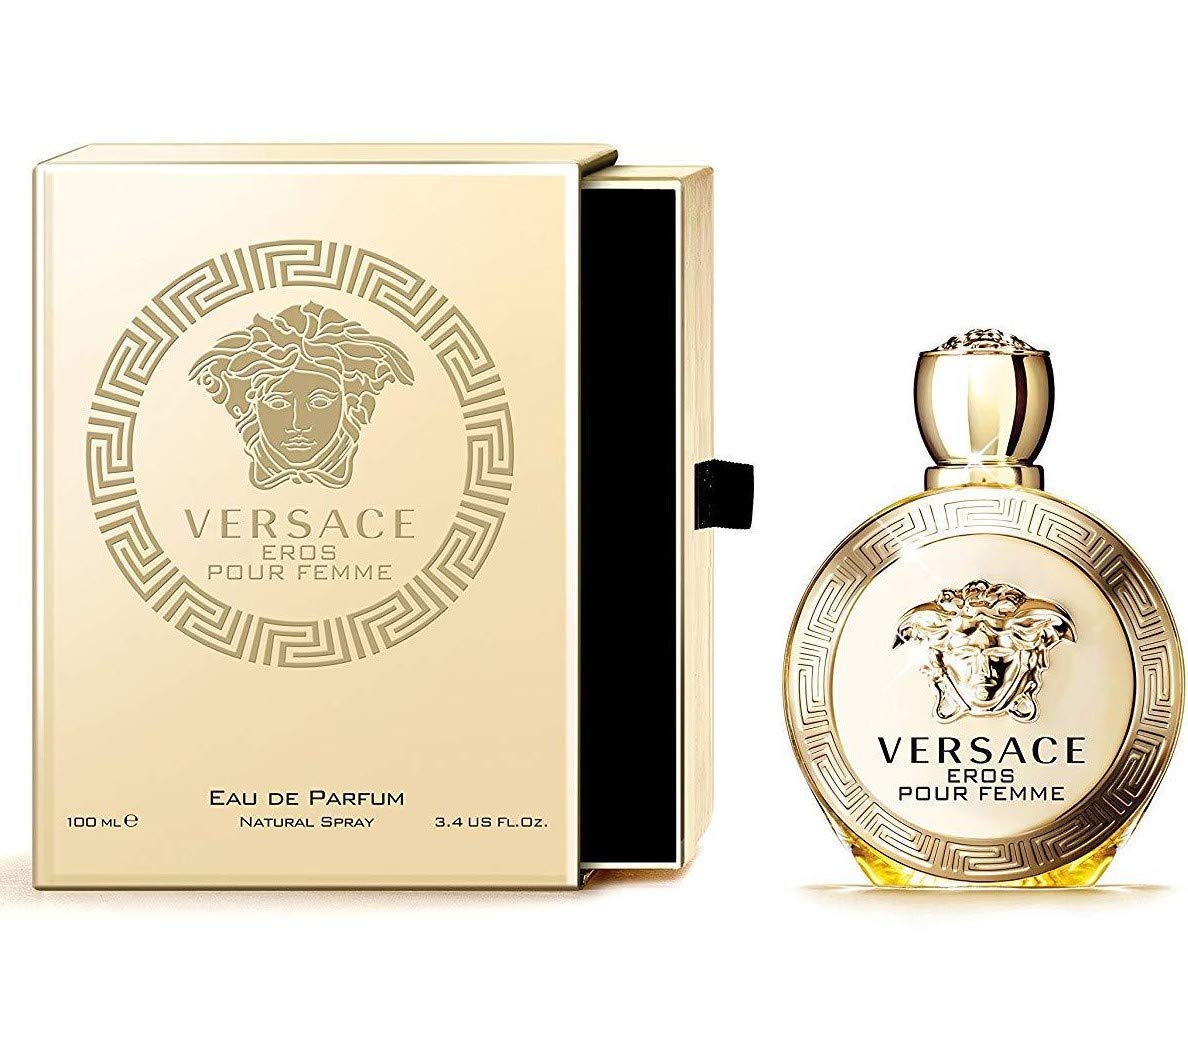 VERSACE
EROS
POUR FEMME
EAU DE PARFUM
100 ML ℮ NATURAL SPRAY 3.4 US FL.OZ.
VERSACE
EROS
POUR FEMME